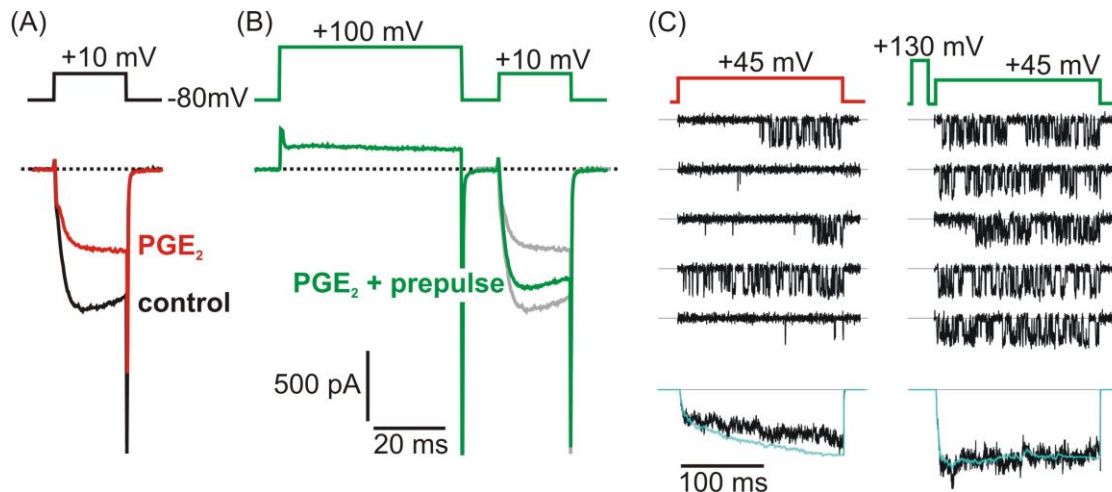 (A)
+10 mV
-80mV
PGE₂
control
(B)
+100 mV
+10 mV
PGE₂ + prepulse
500 pA
20 ms
(C)
+45 mV
+130 mV
+45 mV
100 ms